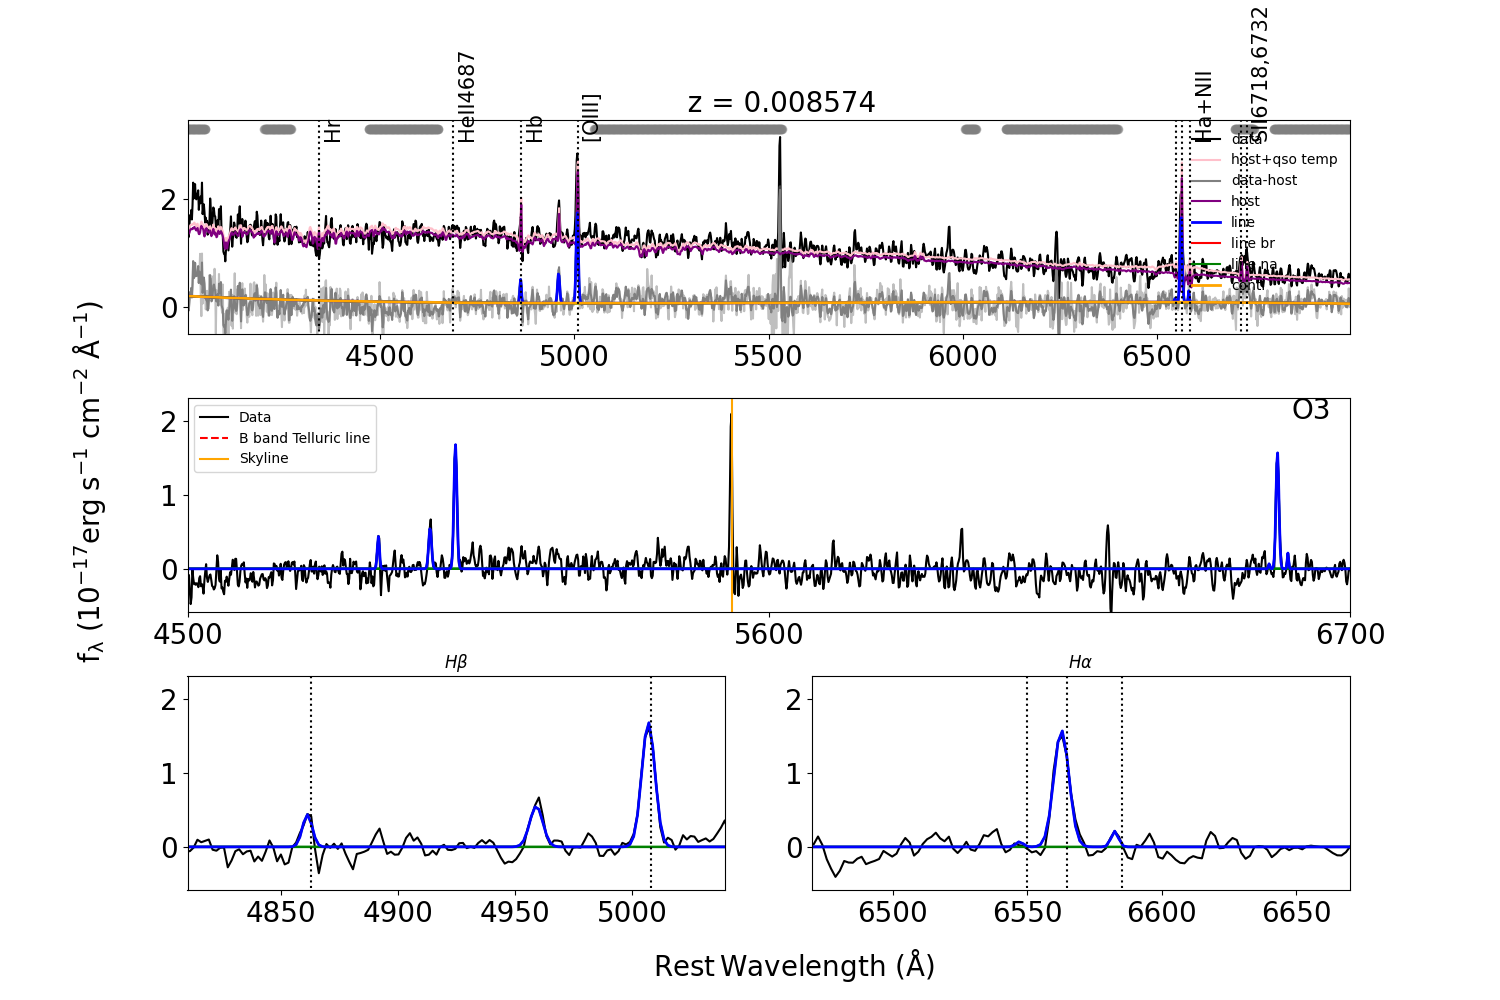 z = 0.008574
Hr
HeII4687
Hb
[OIII]
Ha+NII
SII6718,6732
data
host+qso temp
data-host
host
line
line br
line na
conti
2
0
4500 5000 5500 6000 6500
f_λ (10^−17 erg s^−1 cm^−2 Å^−1)
O3
Data
B band Telluric line
Skyline
2
1
0
4500 5600 6700
Hβ
2
1
0
4850 4900 4950 5000
Hα
2
1
0
6500 6550 6600 6650
Rest Wavelength (Å)